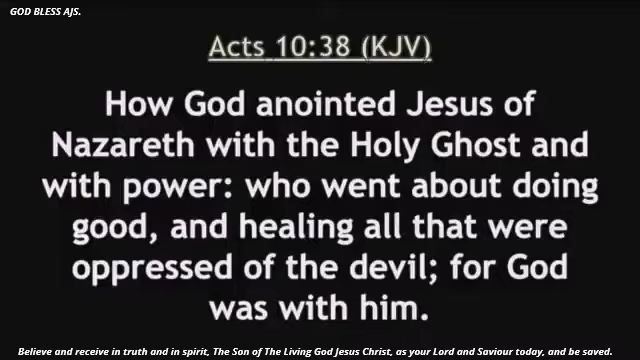 GOD BLESS AJS.
Acts 10:38 (KJV)
How God anointed Jesus of
Nazareth with the Holy Ghost and
with power: who went about doing
good, and healing all that were
oppressed of the devil; for God
was with him.
Believe and receive in truth and in spirit, The Son of The Living God Jesus Christ, as your Lord and Saviour today, and be saved.